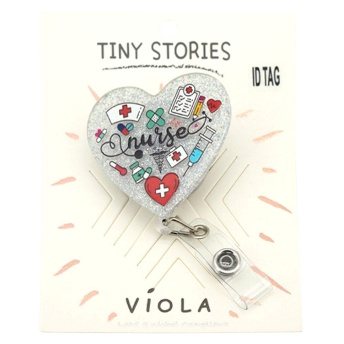 TINY STORIES
ID TAG
nurse
VIOLA